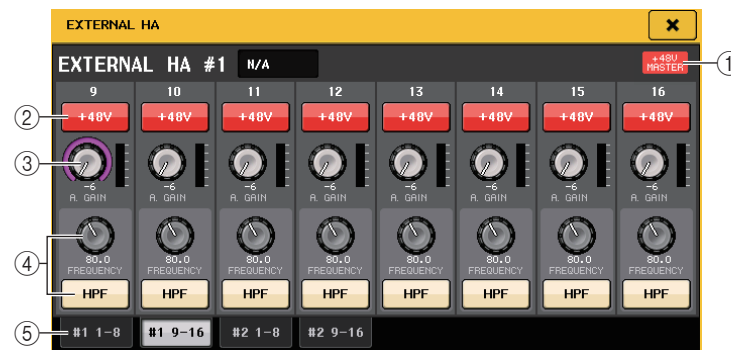 EXTERNAL HA
EXTERNAL HA #1 N/A
+48V
MASTER
①
9 10 11 12 13 14 15 16
② +48V +48V +48V +48V +48V +48V +48V +48V
③
-6 -6 -6 -6 -6 -6 -6 -6
A. GAIN A. GAIN A. GAIN A. GAIN A. GAIN A. GAIN A. GAIN A. GAIN
④
80.0 80.0 80.0 80.0 80.0 80.0 80.0 80.0
FREQUENCY FREQUENCY FREQUENCY FREQUENCY FREQUENCY FREQUENCY FREQUENCY FREQUENCY
HPF HPF HPF HPF HPF HPF HPF HPF
⑤ #1 1-8 #1 9-16 #2 1-8 #2 9-16